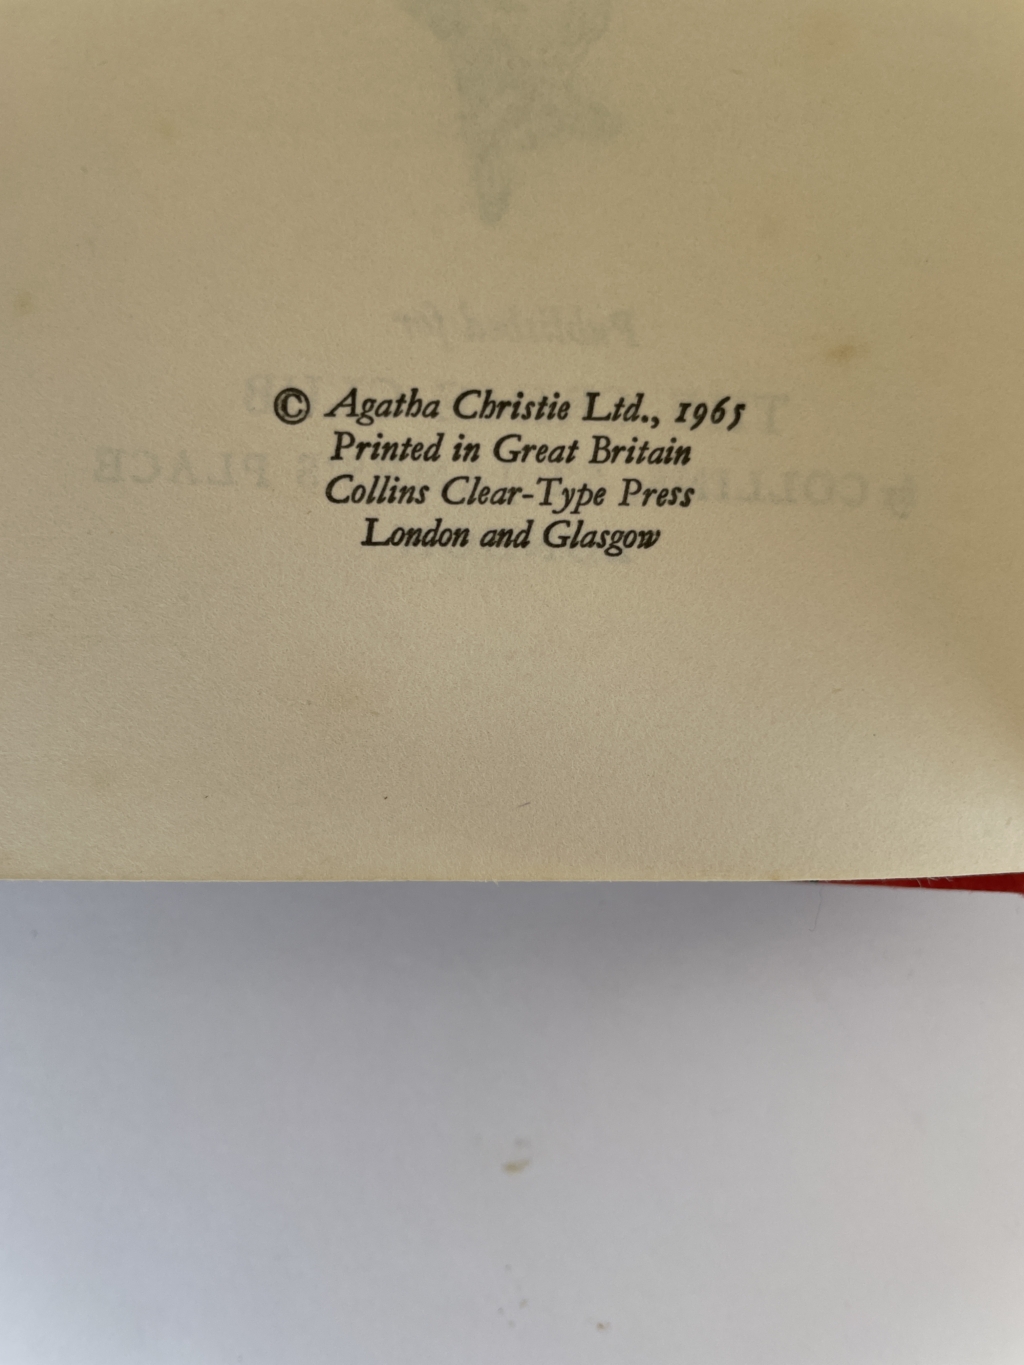 © Agatha Christie Ltd., 1965
Printed in Great Britain
Collins Clear-Type Press
London and Glasgow